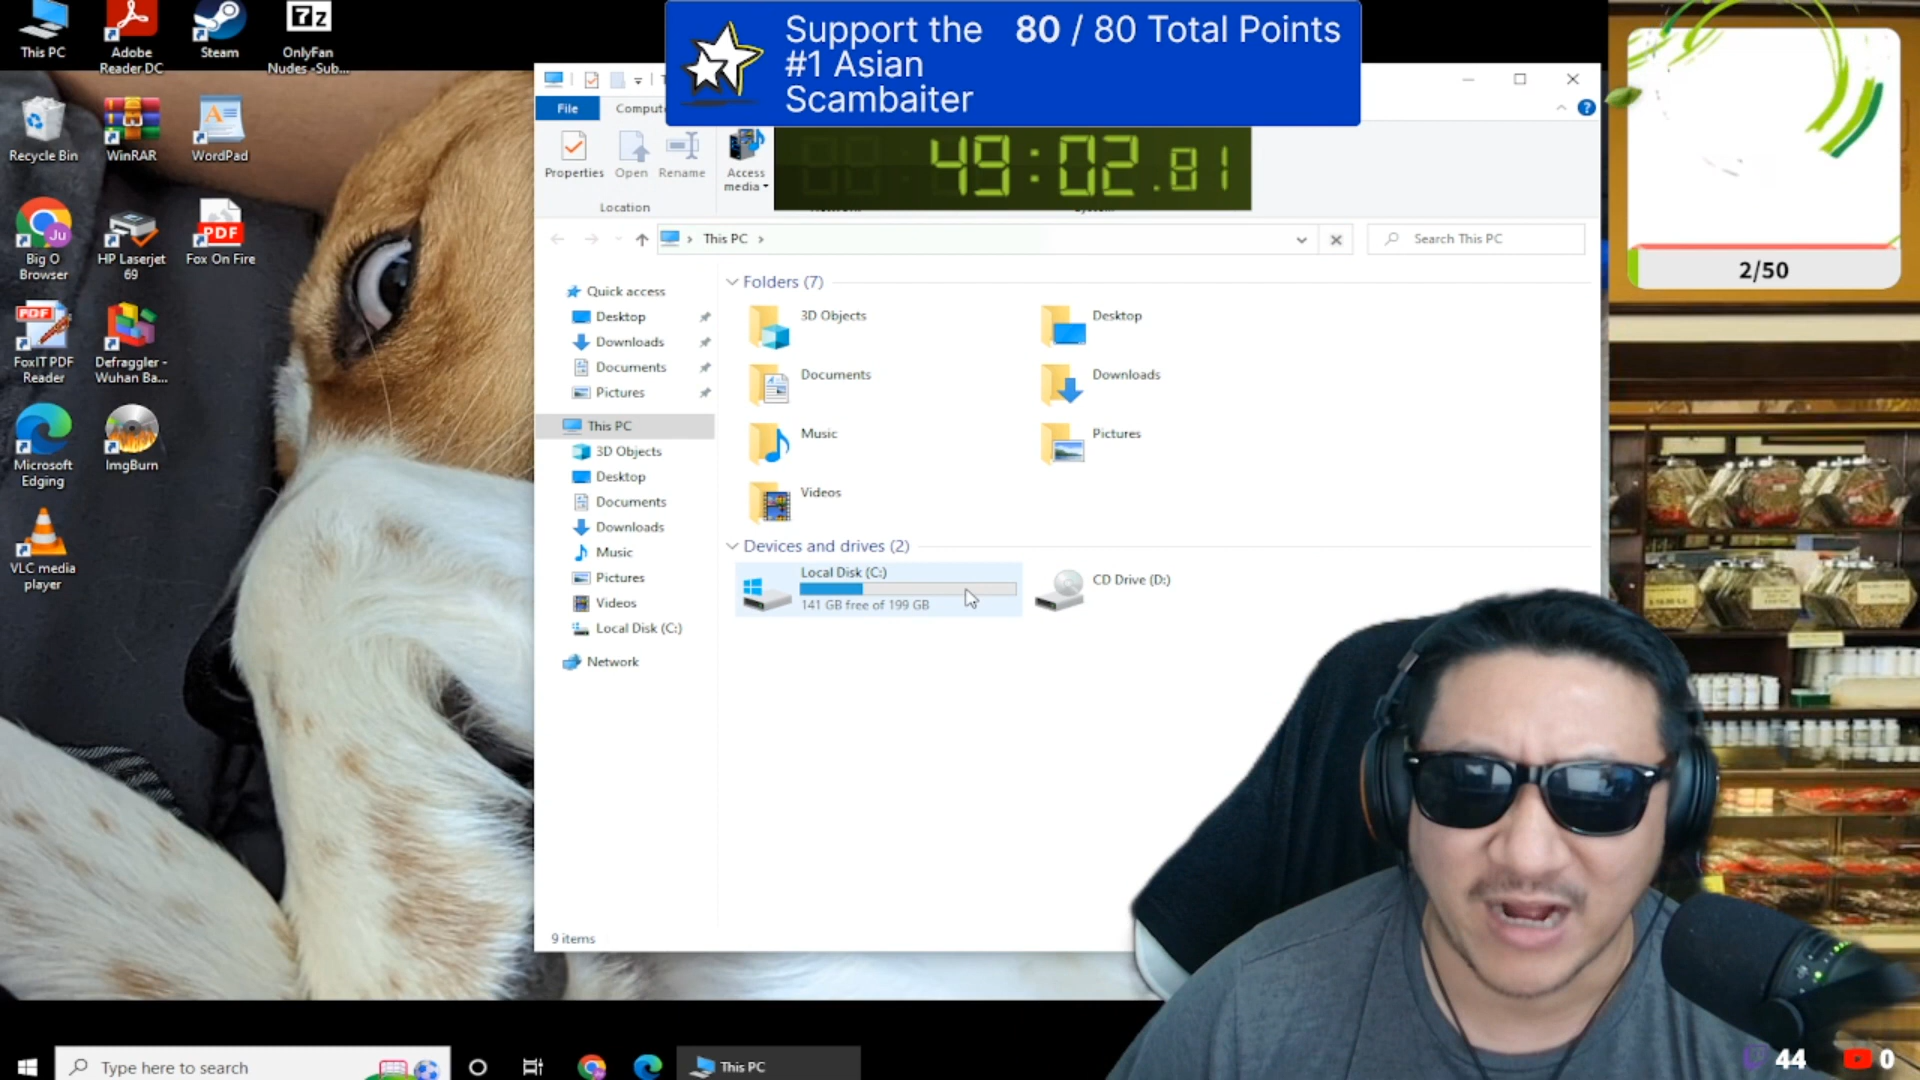 This PC
Adobe
Reader DC
Steam
7z
OnlyFan
Nudes -Sub...
Recycle Bin
WinRAR
WordPad
Ju
Big O
Browser
HP Laserjet
69
PDF
Fox On Fire
PDF
FoxIT PDF
Reader
Defraggler -
Wuhan Ba...
Microsoft
Edging
ImgBurn
VLC media
player
Support the
#1 Asian
Scambaiter
80 / 80 Total Points
49:02.81
File
Properties
Open
Rename
Access
media
Location
This PC
Search This PC
Quick access
Desktop
Downloads
Documents
Pictures
This PC
3D Objects
Desktop
Documents
Downloads
Music
Pictures
Videos
Local Disk (C:)
Network
Folders (7)
3D Objects
Desktop
Documents
Downloads
Music
Pictures
Videos
Devices and drives (2)
Local Disk (C:)
141 GB free of 199 GB
CD Drive (D:)
9 items
2/50
Type here to search
This PC
44
0